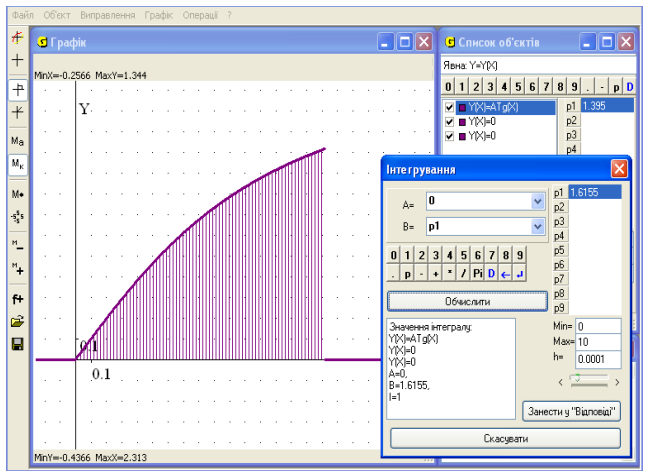 Файл Об'єкт Виправлення Графік Операції ?
Графік
MinX=-0.2566 MaxY=1.344
Y
0.1
0.1
MinY=-0.4366 MaxX=2.313
Ma
Mк
M
M
M
f+
Список об'єктів
Явна: Y=Y(X)
0 1 2 3 4 5 6 7 8 9 . - p D
Y(X)=ATg(X)
Y(X)=0
Y(X)=0
p1 1.395
p2
p3
p4
Інтегрування
A= 0
B= p1
0 1 2 3 4 5 6 7 8 9
. p - + * / Pi D ← ↲
Обчислити
Значення інтегралу:
Y(X)=ATg(X)
Y(X)=0
Y(X)=0
A=0,
B=1.6155,
I=1
p1 1.6155
p2
p3
p4
p5
p6
p7
p8
p9
Min= 0
Max= 10
h= 0.0001
< >
Занести у "Відповіді"
Скасувати